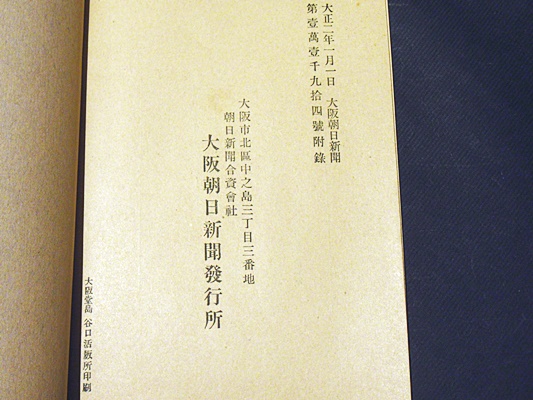 大正二年一月一日 大阪朝日新聞
第壹萬壹千九拾四號附錄
大阪市北區中之島三丁目三番地
朝日新聞合資會社
大阪朝日新聞發行所
大阪堂島 谷口活版所印刷